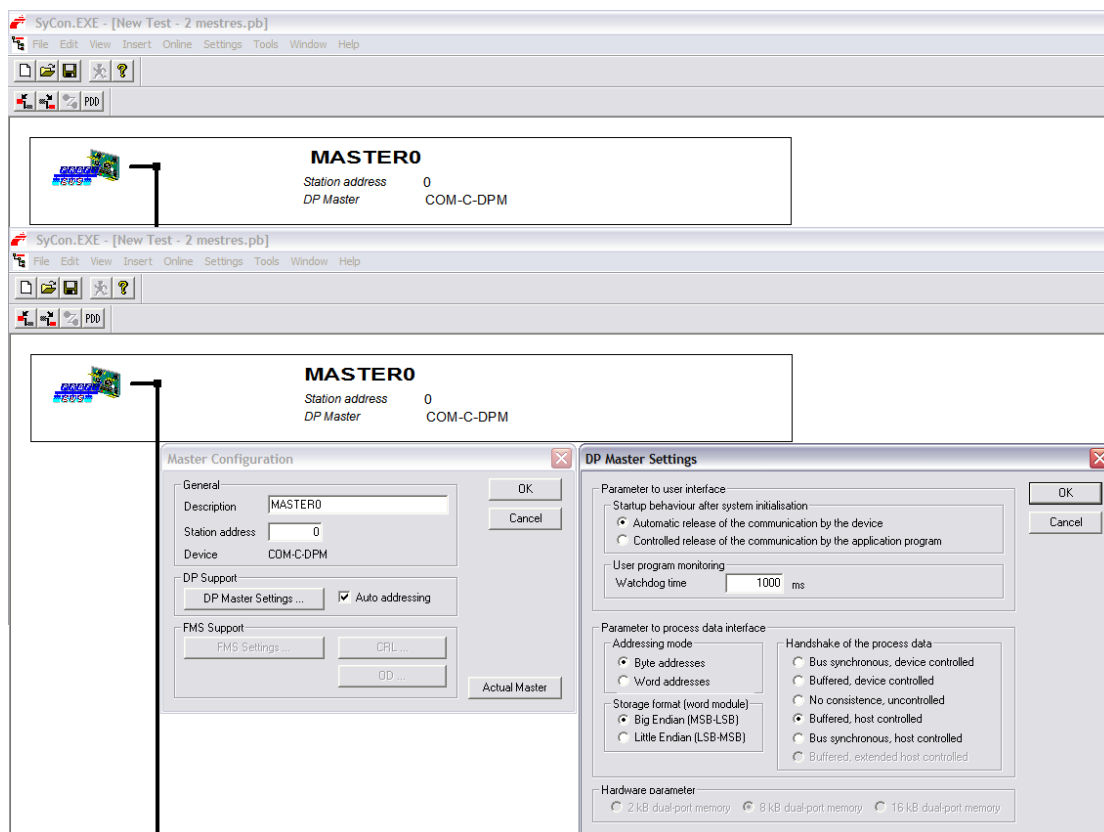 SyCon.EXE - [New Test - 2 mestres.pb]
File Edit View Insert Online Settings Tools Window Help
PDD
MASTER0
Station address 0
DP Master COM-C-DPM
SyCon.EXE - [New Test - 2 mestres.pb]
File Edit View Insert Online Settings Tools Window Help
PDD
MASTER0
Station address 0
DP Master COM-C-DPM
Master Configuration
General
Description MASTER0
Station address 0
Device COM-C-DPM
OK
Cancel
DP Support
DP Master Settings ... Auto addressing
FMS Support
FMS Settings ... CRL ...
OD ...
Actual Master
DP Master Settings
Parameter to user interface
Startup behaviour after system initialisation
Automatic release of the communication by the device
Controlled release of the communication by the application program
OK
Cancel
User program monitoring
Watchdog time 1000 ms
Parameter to process data interface
Addressing mode
Byte addresses
Word addresses
Storage format (word module)
Big Endian (MSB-LSB)
Little Endian (LSB-MSB)
Handshake of the process data
Bus synchronous, device controlled
Buffered, device controlled
No consistence, uncontrolled
Buffered, host controlled
Bus synchronous, host controlled
Buffered, extended host controlled
Hardware parameter
2 kB dual-port memory 8 kB dual-port memory 16 kB dual-port memory